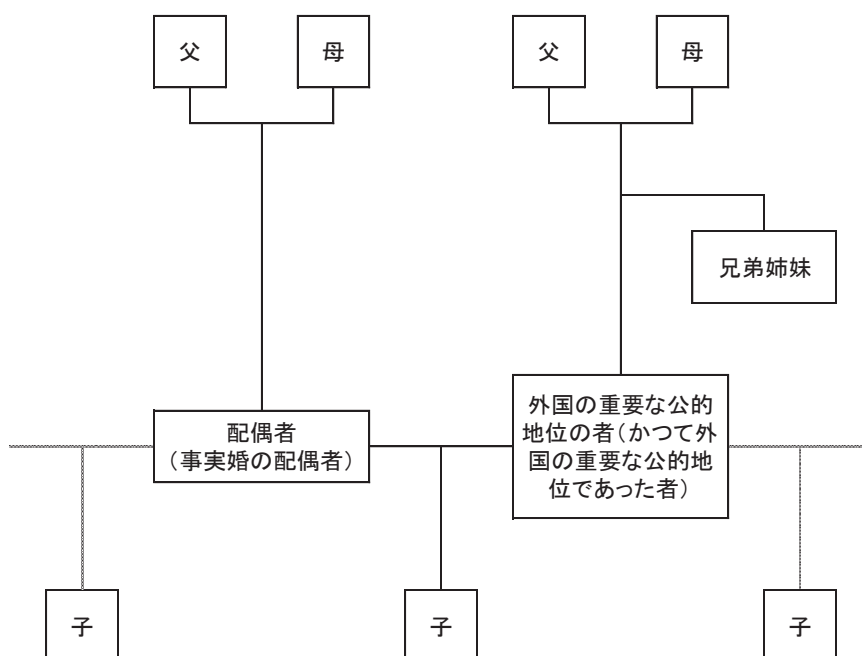 父
母
父
母
兄弟姉妹
配偶者
（事実婚の配偶者）
外国の重要な公的
地位の者（かつて外
国の重要な公的地
位であった者）
子
子
子